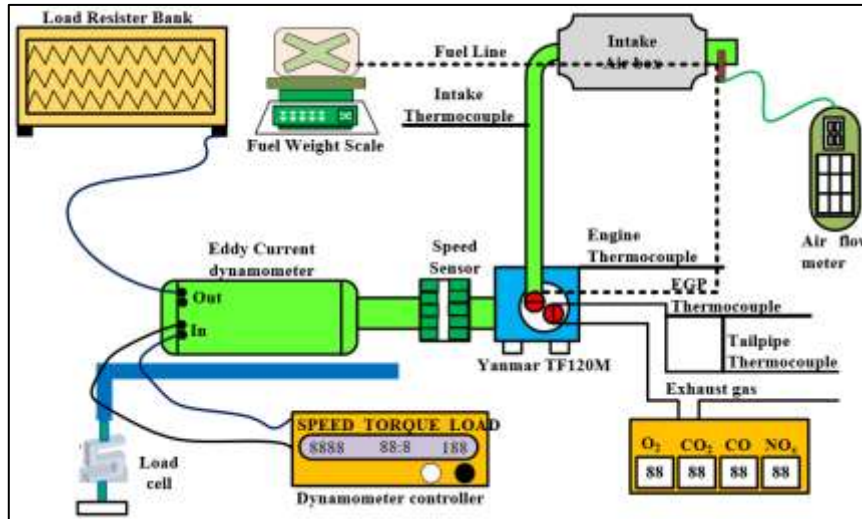 Load Resister Bank
Fuel Line
Intake
Air box
Intake
Thermocouple
Fuel Weight Scale
Air flow
meter
Eddy Current
dynamometer
Speed
Sensor
Engine
Thermocouple
EGP
Thermocouple
Out
In
Tailpipe
Thermocouple
Yanmar TF120M
Exhaust gas
SPEED TORQUE LOAD
8888 88:8 188
Load
cell
Dynamometer controller
O₂ CO₂ CO NOₓ
88 88 88 88